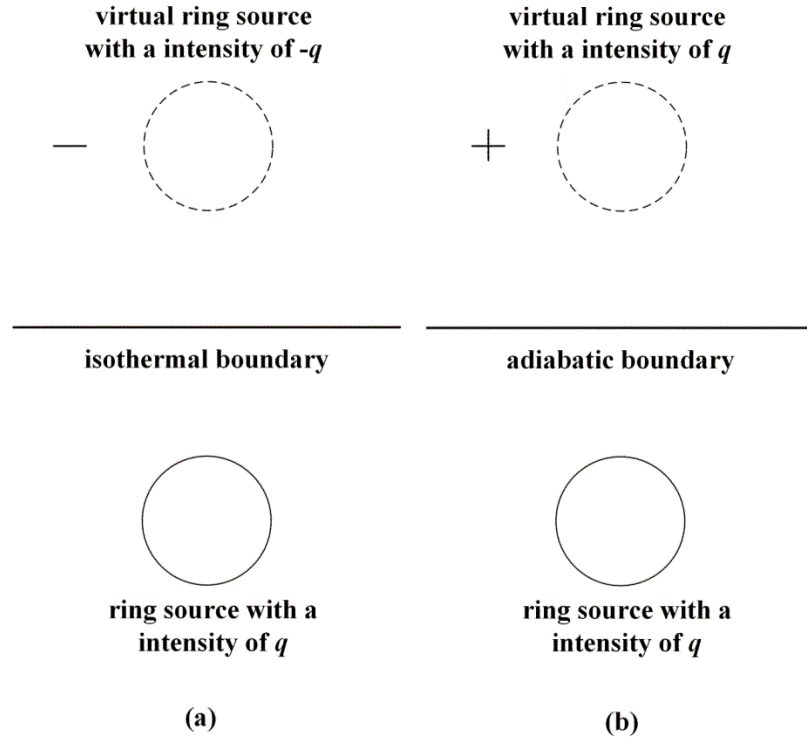 virtual ring source
with a intensity of -q
—
isothermal boundary
ring source with a
intensity of q
(a)
virtual ring source
with a intensity of q
+
adiabatic boundary
ring source with a
intensity of q
(b)